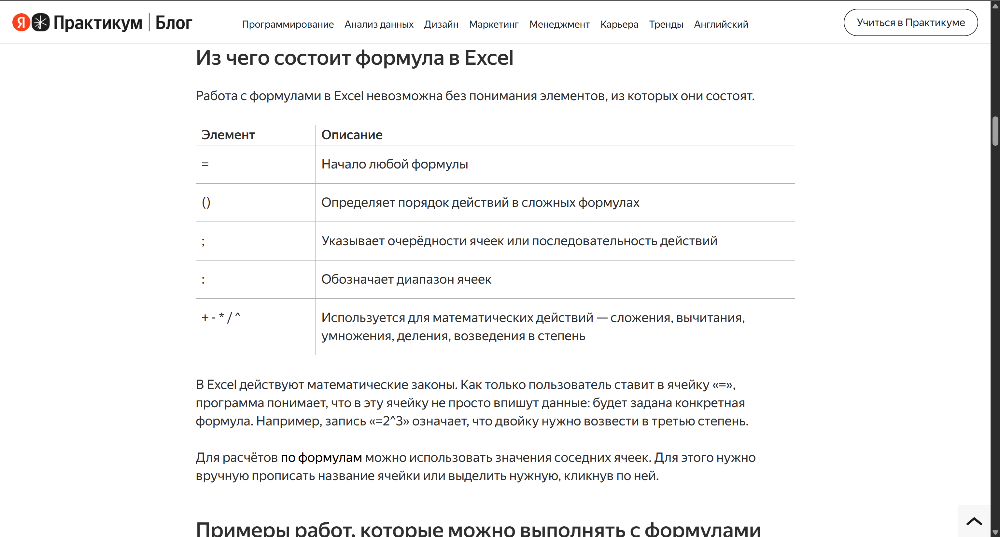 Я Практикум | Блог
Программирование Анализ данных Дизайн Маркетинг Менеджмент Карьера Тренды Английский
Учиться в Практикуме
Из чего состоит формула в Excel
Работа с формулами в Excel невозможна без понимания элементов, из которых они состоят.
Элемент Описание
= Начало любой формулы
() Определяет порядок действий в сложных формулах
; Указывает очерёдности ячеек или последовательность действий
: Обозначает диапазон ячеек
+ - * / ^ Используется для математических действий — сложения, вычитания,
умножения, деления, возведения в степень
В Excel действуют математические законы. Как только пользователь ставит в ячейку «=»,
программа понимает, что в эту ячейку не просто впишут данные: будет задана конкретная
формула. Например, запись «=2^3» означает, что двойку нужно возвести в третью степень.
Для расчётов по формулам можно использовать значения соседних ячеек. Для этого нужно
вручную прописать название ячейки или выделить нужную, кликнув по ней.
Примеры работ, которые можно выполнять с формулами